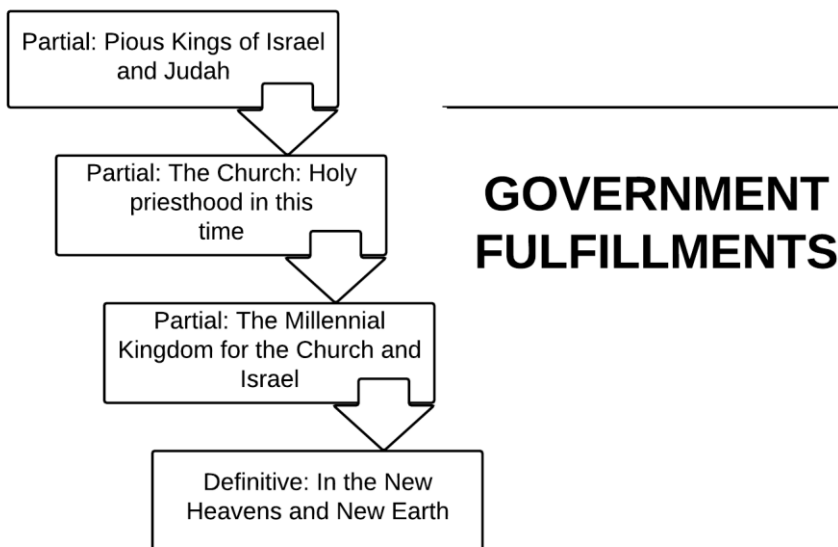 Partial: Pious Kings of Israel
and Judah
Partial: The Church: Holy
priesthood in this
time
GOVERNMENT
FULFILLMENTS
Partial: The Millennial
Kingdom for the Church and
Israel
Definitive: In the New
Heavens and New Earth